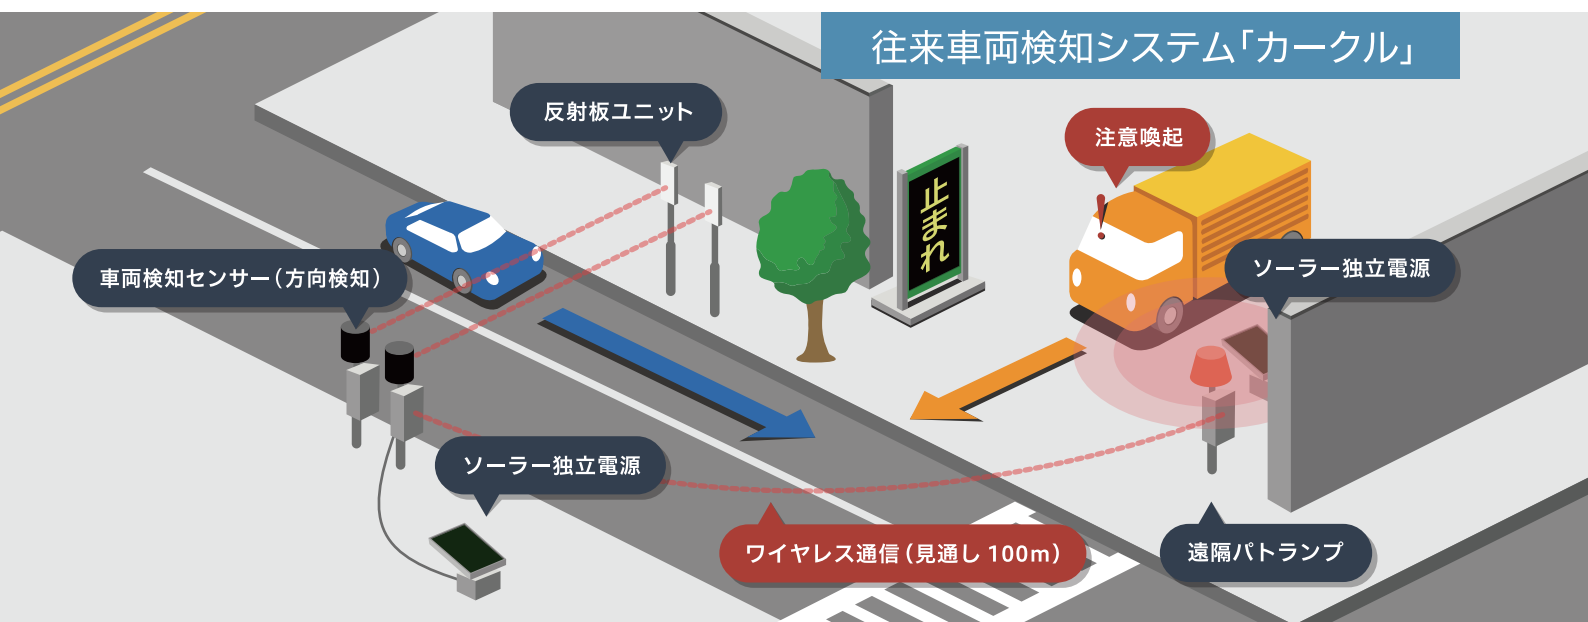 往来車両検知システム「カークル」
反射板ユニット
注意喚起
止まれ
車両検知センサー(方向検知)
ソーラー独立電源
ソーラー独立電源
ワイヤレス通信(見通し 100m)
遠隔パトランプ